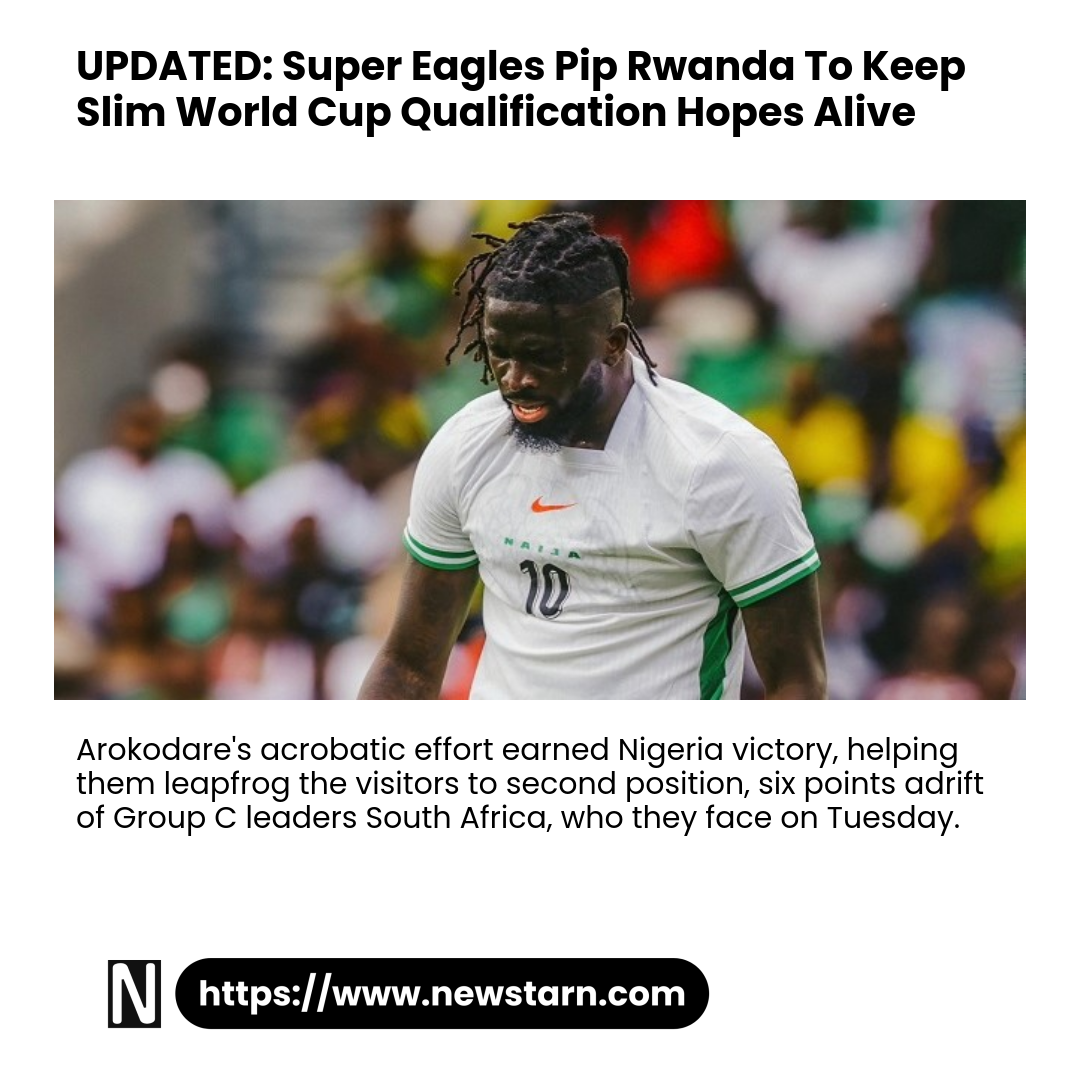 UPDATED: Super Eagles Pip Rwanda To Keep
Slim World Cup Qualification Hopes Alive
NAIJA
10
Arokodare's acrobatic effort earned Nigeria victory, helping
them leapfrog the visitors to second position, six points adrift
of Group C leaders South Africa, who they face on Tuesday.
N
https://www.newstarn.com